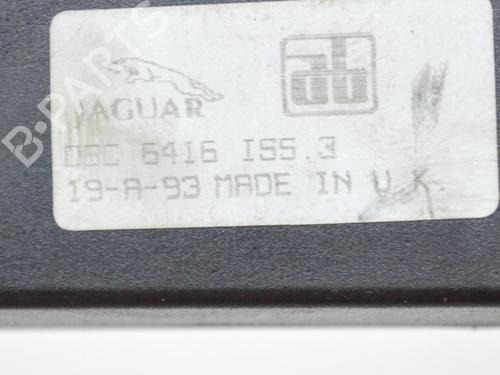 JAGUAR
DBC 6416 ISS.3
19-A-93 MADE IN U.K.
B-PARTS